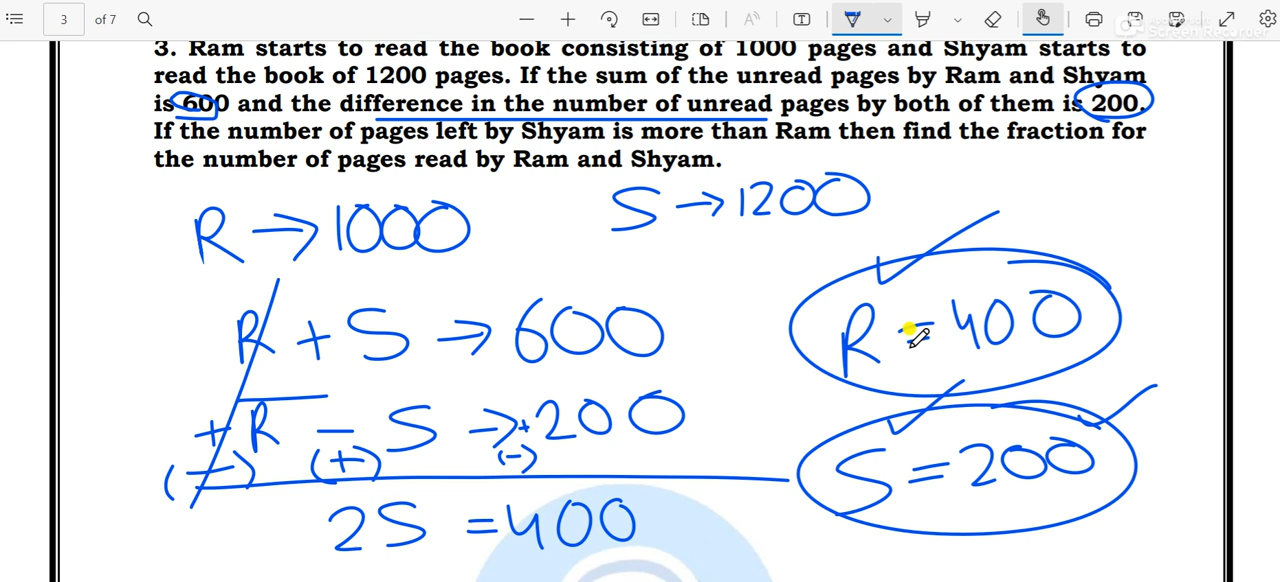 3 of 7
3. Ram starts to read the book consisting of 1000 pages and Shyam starts to
read the book of 1200 pages. If the sum of the unread pages by Ram and Shyam
is 600 and the difference in the number of unread pages by both of them is 200.
If the number of pages left by Shyam is more than Ram then find the fraction for
the number of pages read by Ram and Shyam.
R → 1000
S → 1200
R + S → 600
+ R - S → + 200
(-) (+) (-)
2S = 400
R = 400
S = 200
Screen Recorder